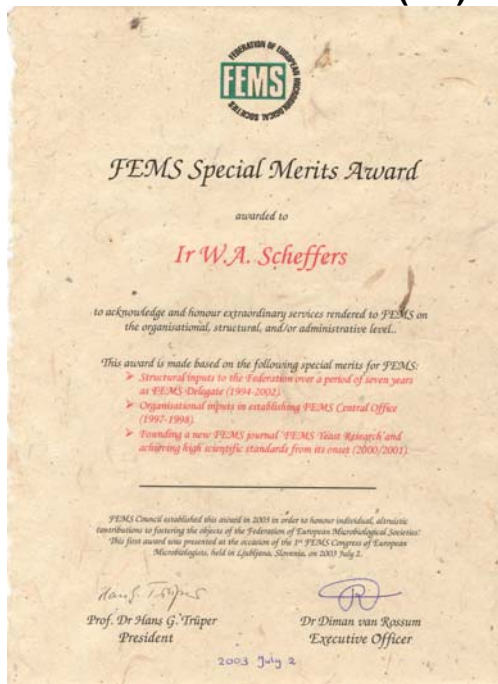 FEDERATION OF EUROPEAN MICROBIOLOGICAL SOCIETIES
FEMS
FEMS Special Merits Award
awarded to
Ir W.A. Scheffers
to acknowledge and honour extraordinary services rendered to FEMS on
the organisational, structural, and/or administrative level..
This award is made based on the following special merits for FEMS:
➢ Structural inputs to the Federation over a period of seven years
as FEMS Delegate (1994-2002)
➢ Organisational inputs in establishing FEMS Central Office
(1997-1998)
➢ Founding a new FEMS journal 'FEMS Yeast Research' and
achieving high scientific standards from its onset (2000/2001)
FEMS Council established this award in 2003 in order to honour individual, altruistic
contributions to fostering the objects of the Federation of European Microbiological Societies.
This first award was presented at the occasion of the 1st FEMS Congress of European
Microbiologists, held in Ljubljana, Slovenia, on 2003 July 2.
Hans G. Trüper
Prof. Dr Hans G. Trüper
President
Dr Diman van Rossum
Executive Officer
2003 July 2